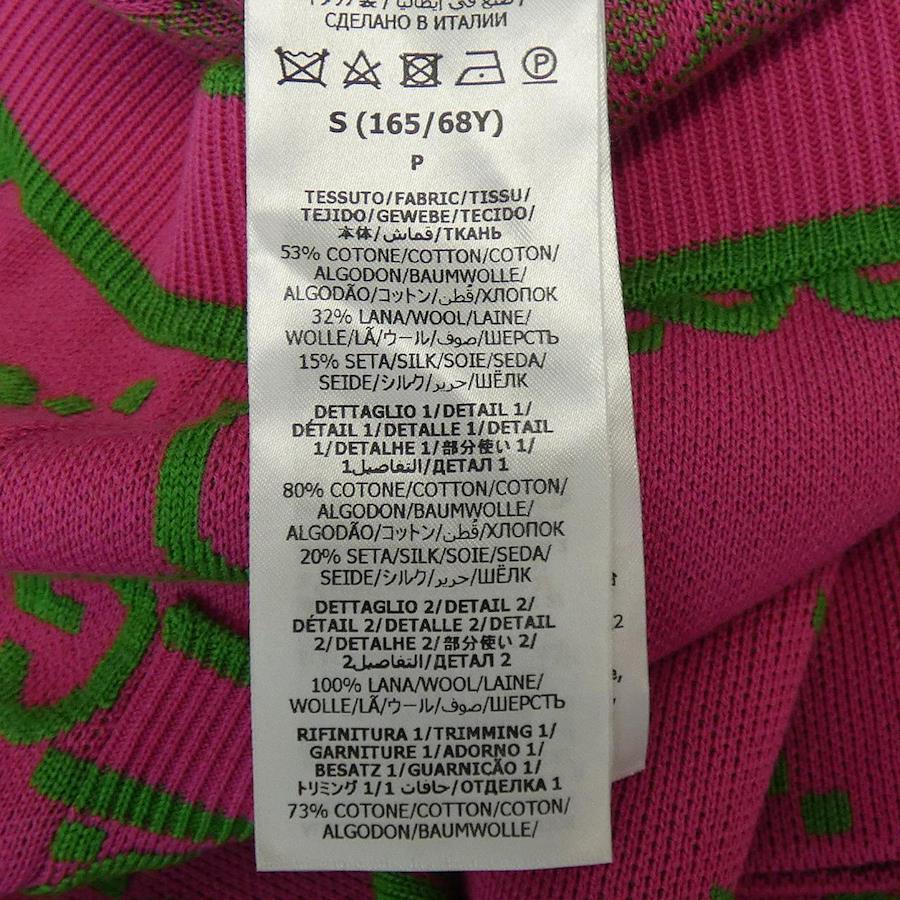 СДЕЛАНО В ИТАЛИИ
P
S (165/68Y)
P
TESSUTO/FABRIC/TISSU/
TEJIDO/GEWEBE/TECIDO/
本体/قماش/ТКАНЬ
53% COTONE/COTTON/COTON/
ALGODON/BAUMWOLLE/
ALGODÃO/コットン/قُطن/ХЛОПОК
32% LANA/WOOL/LAINE/
WOLLE/LÃ/ウール/صوف/ШЕРСТЬ
15% SETA/SILK/SOIE/SEDA/
SEIDE/シルク/حرير/ШЁЛК
DETTAGLIO 1/DETAIL 1/
DÉTAIL 1/DETALLE 1/DETAIL
1/DETALHE 1/部分使い 1/
التفاصيل1/ДЕТАЛ 1
80% COTONE/COTTON/COTON/
ALGODON/BAUMWOLLE/
ALGODÃO/コットン/قُطن/ХЛОПОК
20% SETA/SILK/SOIE/SEDA/
SEIDE/シルク/حرير/ШЁЛК
DETTAGLIO 2/DETAIL 2/
DÉTAIL 2/DETALLE 2/DETAIL
2/DETALHE 2/部分使い 2/
التفاصيل2/ДЕТАЛ 2
100% LANA/WOOL/LAINE/
WOLLE/LÃ/ウール/صوف/ШЕРСТЬ
RIFINITURA 1/TRIMMING 1/
GARNITURE 1/ADORNO 1/
BESATZ 1/GUARNIÇÃO 1/
トリミング 1/حافات 1/ОТДЕЛКА 1
73% COTONE/COTTON/COTON/
ALGODON/BAUMWOLLE/
2